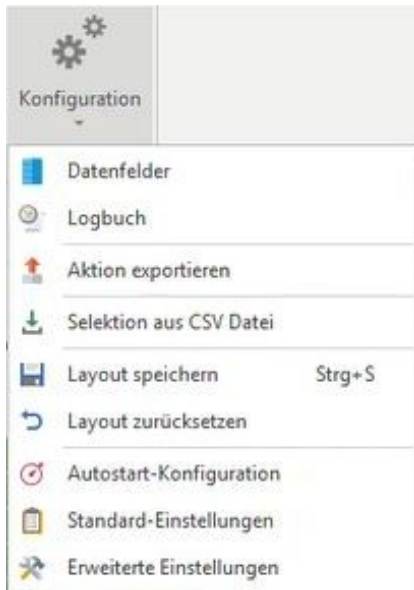 Konfiguration
Datenfelder
Logbuch
Aktion exportieren
Selektion aus CSV Datei
Layout speichern Strg+S
Layout zurücksetzen
Autostart-Konfiguration
Standard-Einstellungen
Erweiterte Einstellungen